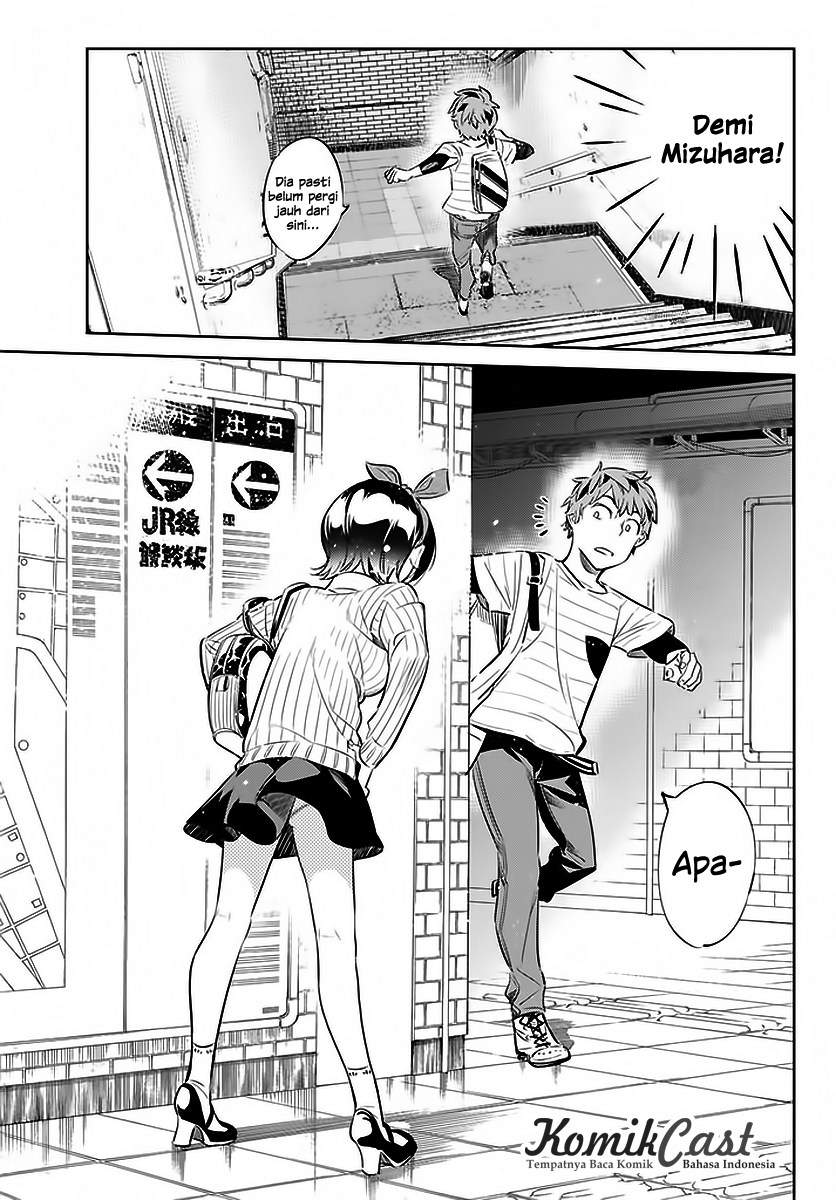 Demi
Mizuhara!
Dia pasti
belum pergi
jauh dari
sini...
出口
JR線
Apa-
KomikCast
Tempatnya Baca Komik Bahasa Indonesia